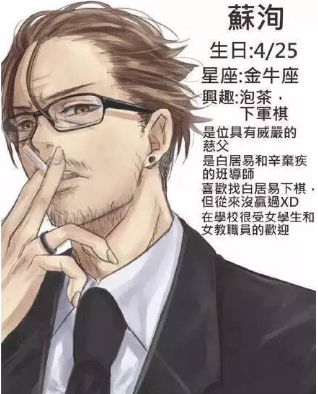 蘇洵
生日:4/25
星座:金牛座
興趣:泡茶,
下軍棋
是位具有威嚴的
慈父
是白居易和辛棄疾
的班導師
喜歡找白居易下棋,
但從來沒贏過XD
在學校很受女學生和
女教職員的歡迎